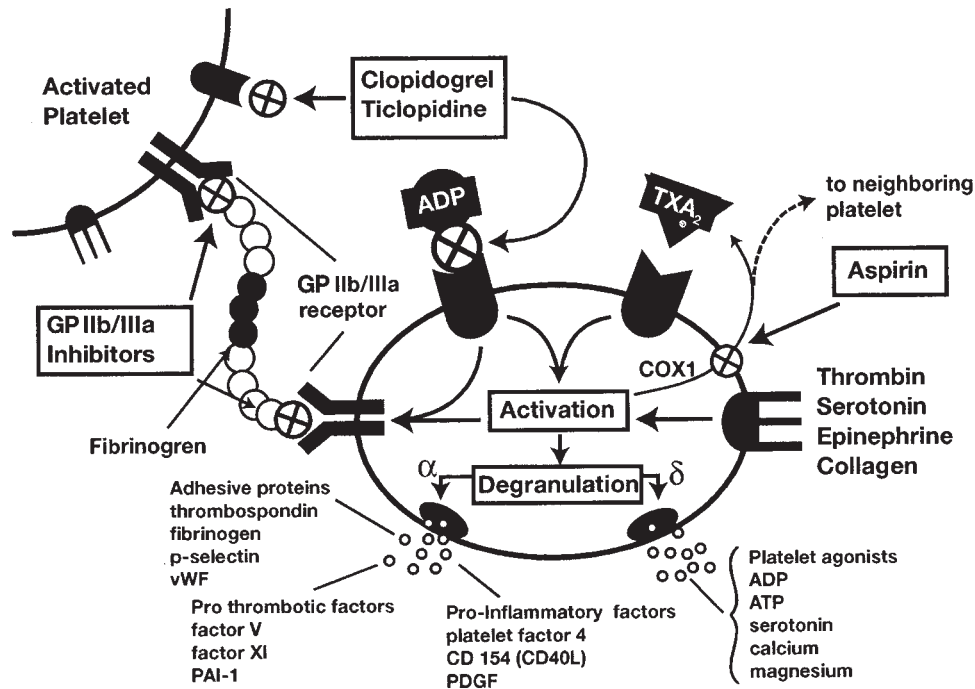 Activated
Platelet
Clopidogrel
Ticlopidine
ADP
TXA2
to neighboring
platelet
Aspirin
GP IIb/IIIa
receptor
GP IIb/IIIa
Inhibitors
COX1
Activation
Thrombin
Serotonin
Epinephrine
Collagen
Fibrinogren
α
Degranulation
δ
Adhesive proteins
thrombospondin
fibrinogen
p-selectin
vWF
Pro thrombotic factors
factor V
factor XI
PAI-1
Pro-Inflammatory factors
platelet factor 4
CD 154 (CD40L)
PDGF
Platelet agonists
ADP
ATP
serotonin
calcium
magnesium